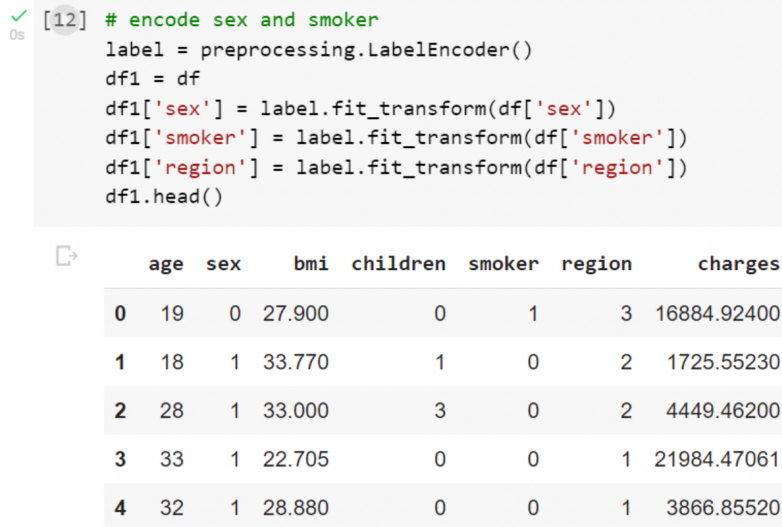 [12] # encode sex and smoker
0s
label = preprocessing.LabelEncoder()
df1 = df
df1['sex'] = label.fit_transform(df['sex'])
df1['smoker'] = label.fit_transform(df['smoker'])
df1['region'] = label.fit_transform(df['region'])
df1.head()
age sex bmi children smoker region charges
0 19 0 27.900 0 1 3 16884.92400
1 18 1 33.770 1 0 2 1725.55230
2 28 1 33.000 3 0 2 4449.46200
3 33 1 22.705 0 0 1 21984.47061
4 32 1 28.880 0 0 1 3866.85520